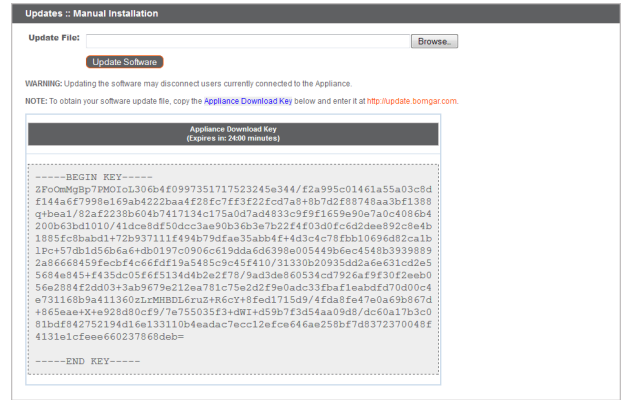 Updates :: Manual Installation
Update File:
Browse..
Update Software
WARNING: Updating the software may disconnect users currently connected to the Appliance.
NOTE: To obtain your software update file, copy the Appliance Download Key below and enter it at http://update.bomgar.com.
Appliance Download Key
(Expires in: 24:00 minutes)
-----BEGIN KEY-----
ZFoOmMgBp7PMOIoL306b4f0997351717523245e344/f2a995c01461a55a03c8d
f144a6f7998e169ab4222baa4f28fc7ff3f22fcd7a8+8b7d2f88748aa3bf1388
q+bea1/82af2238b604b7417134c175a0d7ad4833c9f9f1659e90e7a0c4086b4
200b63bd1010/41dce8df50dcc3ae90b36b3e7b22f4f03d0fc6d2dee892c8e4b
1885fc8babd1+72b937111f494b79dfae35abb4f+4d3c4c78fbb10696d82ca1b
lPc+57db1d56b6a6+db0197c0906c619dda6d6398e005449b6ec4548b3939889
2a86668459fecbf4c66fdf19a5485c9c45f410/31330b20935dd2a6e631cd2e5
5684e845+f435dc05f6f5134d4b2e2f78/9ad3de860534cd7926af9f30f2eeb0
56e2884f2dd03+3ab9679e212ea781c75e2d2f9e0adc33fbaf1eabdfd70d00c4
e731168b9a411360zLrMHBDL6ruZ+R6cY+8fed1715d9/4fda8fe47e0a69b867d
+865eae+X+e928d80cf9/7e755035f3+dWI+d59b7f3d54aa09d8/dc60a17b3c0
81bdf842752194d16e133110b4eadac7ecc12efce646ae258bf7d8372370048f
4131e1cfeee660237868deb=
-----END KEY-----